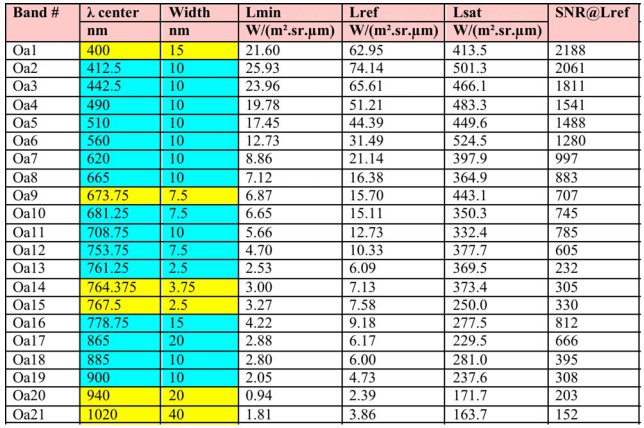 Band # λ center Width Lmin Lref Lsat SNR@Lref
nm nm W/(m².sr.µm) W/(m².sr.µm) W/(m².sr.µm)
Oa1 400 15 21.60 62.95 413.5 2188
Oa2 412.5 10 25.93 74.14 501.3 2061
Oa3 442.5 10 23.96 65.61 466.1 1811
Oa4 490 10 19.78 51.21 483.3 1541
Oa5 510 10 17.45 44.39 449.6 1488
Oa6 560 10 12.73 31.49 524.5 1280
Oa7 620 10 8.86 21.14 397.9 997
Oa8 665 10 7.12 16.38 364.9 883
Oa9 673.75 7.5 6.87 15.70 443.1 707
Oa10 681.25 7.5 6.65 15.11 350.3 745
Oa11 708.75 10 5.66 12.73 332.4 785
Oa12 753.75 7.5 4.70 10.33 377.7 605
Oa13 761.25 2.5 2.53 6.09 369.5 232
Oa14 764.375 3.75 3.00 7.13 373.4 305
Oa15 767.5 2.5 3.27 7.58 250.0 330
Oa16 778.75 15 4.22 9.18 277.5 812
Oa17 865 20 2.88 6.17 229.5 666
Oa18 885 10 2.80 6.00 281.0 395
Oa19 900 10 2.05 4.73 237.6 308
Oa20 940 20 0.94 2.39 171.7 203
Oa21 1020 40 1.81 3.86 163.7 152